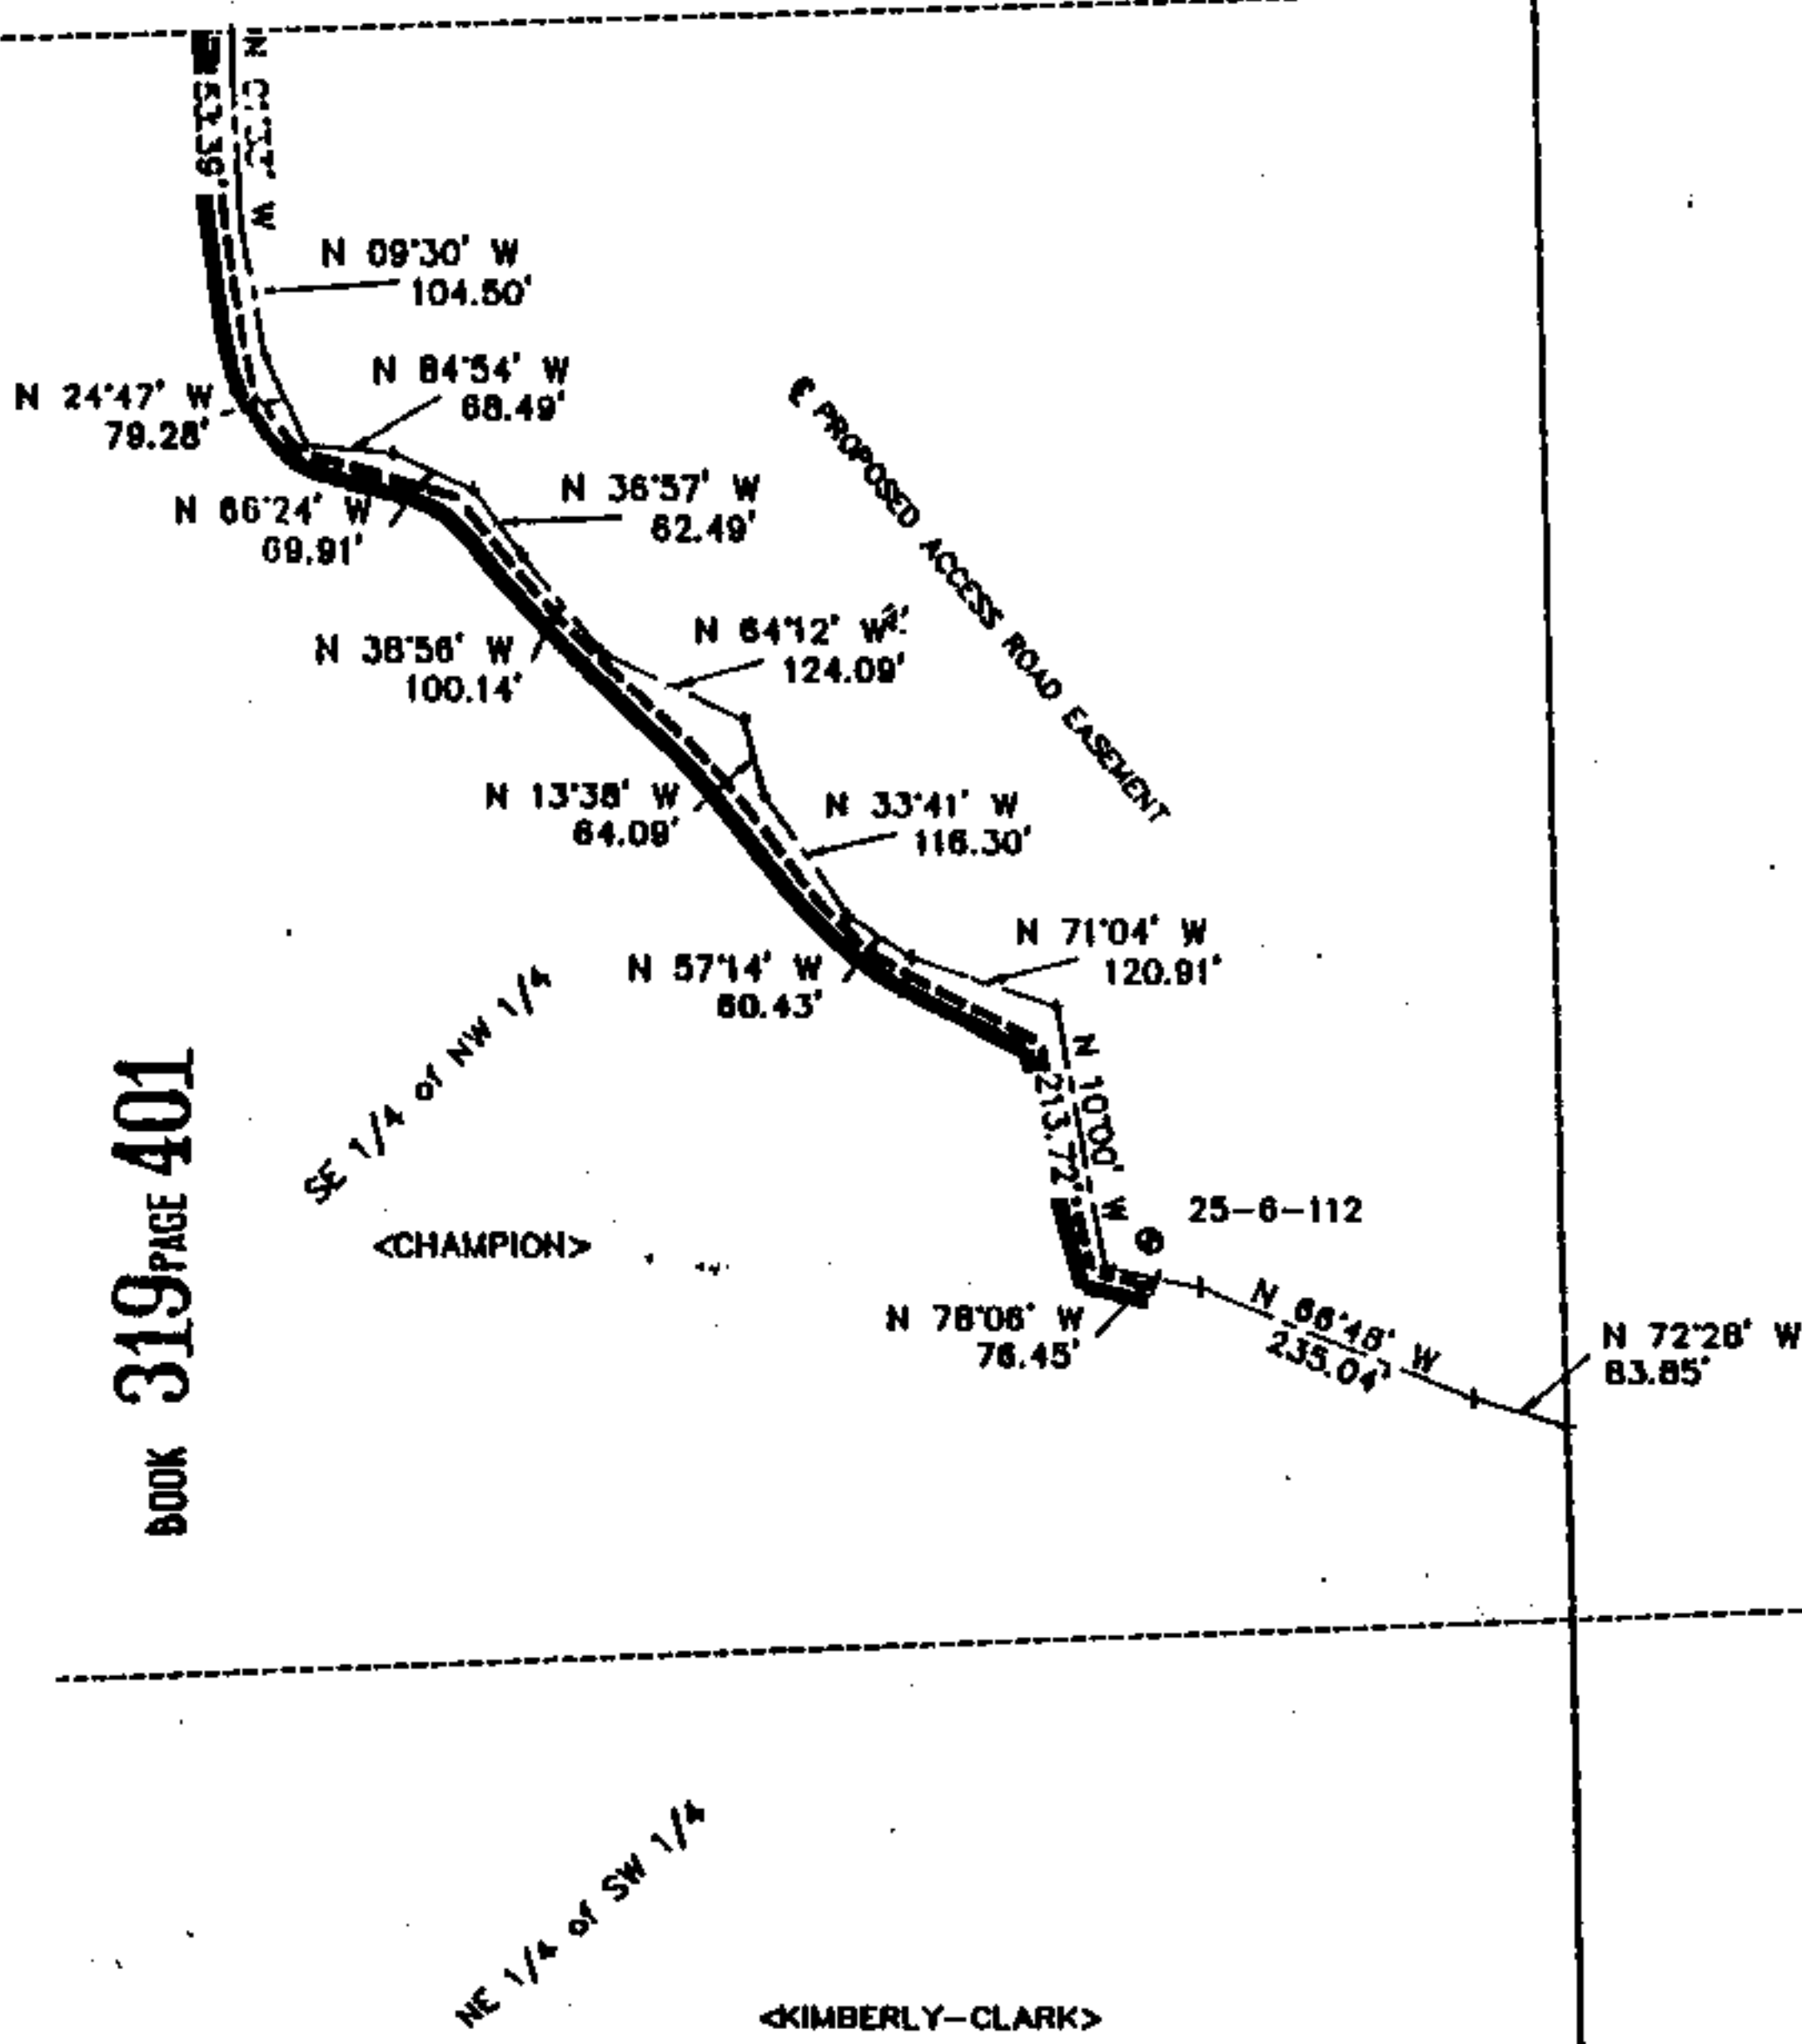 N 09°30' W
104.50'
N 84°54' W
68.49'
N 24°47' W
79.28'
N 36°57' W
62.49'
N 66°24' W
69.91'
℄ PROPOSED ACCESS ROAD EASEMENT
N 64°12' W
124.09'
N 38°56' W
100.14'
N 13°38' W
64.09'
N 33°41' W
116.30'
N 71°04' W
120.91'
N 57°14' W
60.43'
SE 1/4 of NW 1/4
N 10°00' W
213.72'
BOOK 319 PAGE 401
<CHAMPION>
25-6-112
N 78°06' W
76.45'
N 66°48' W
235.04'
N 72°28' W
83.85'
NE 1/4 of SW 1/4
<KIMBERLY-CLARK>